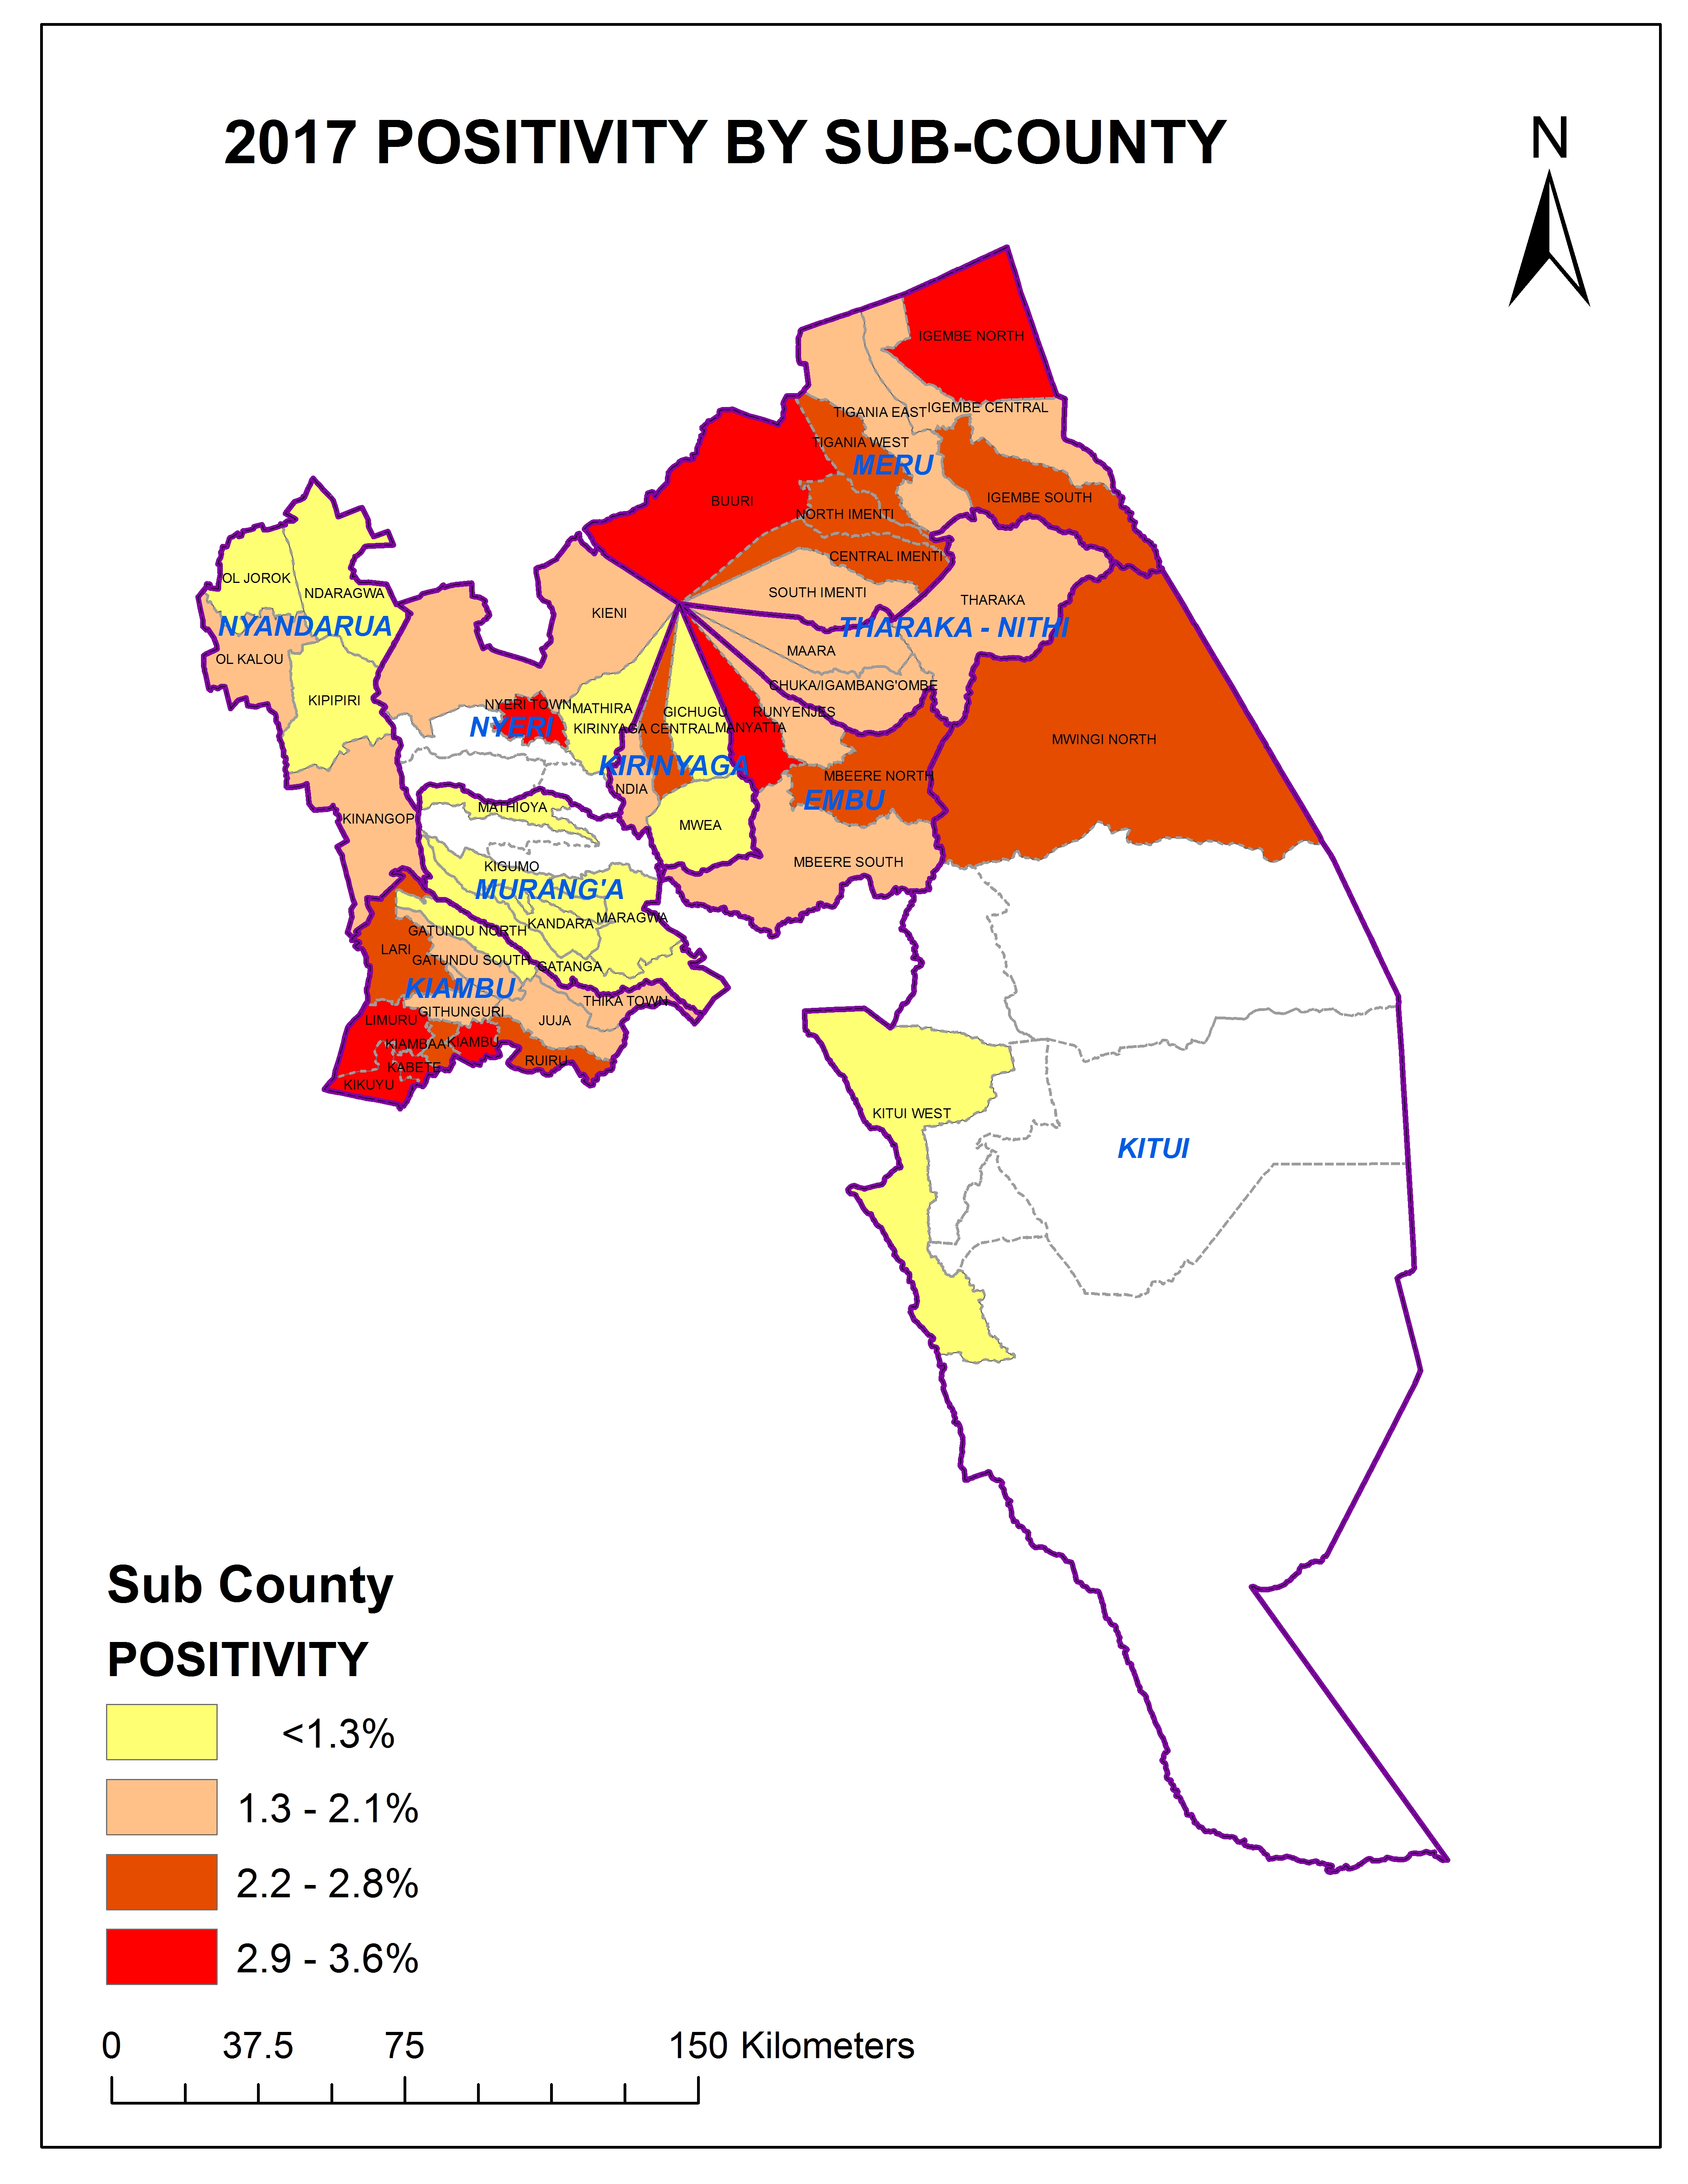 2017 POSITIVITY BY SUB-COUNTY
N
IGEMBE NORTH
TIGANIA EAST
IGEMBE CENTRAL
TIGANIA WEST
MERU
BUURI
IGEMBE SOUTH
NORTH IMENTI
CENTRAL IMENTI
OL JOROK
NDARAGWA
SOUTH IMENTI
THARAKA
KIENI
NYANDARUA
THARAKA - NITHI
OL KALOU
MAARA
CHUKA/IGAMBANG'OMBE
KIPIPIRI
NYERI TOWN
MATHIRA
GICHUGU
RUNYENJES
NYERI
KIRINYAGA CENTRAL
MANYATTA
MWINGI NORTH
KIRINYAGA
MBEERE NORTH
NDIA
EMBU
MATHIOYA
KINANGOP
MWEA
KIGUMO
MBEERE SOUTH
MURANG'A
KANDARA
MARAGWA
GATUNDU NORTH
LARI
GATUNDU SOUTH
GATANGA
KIAMBU
THIKA TOWN
GITHUNGURI
LIMURU
JUJA
KIAMBAA
KIAMBU
RUIRU
KABETE
KIKUYU
KITUI WEST
KITUI
Sub County
POSITIVITY
<1.3%
1.3 - 2.1%
2.2 - 2.8%
2.9 - 3.6%
0 37.5 75 150 Kilometers